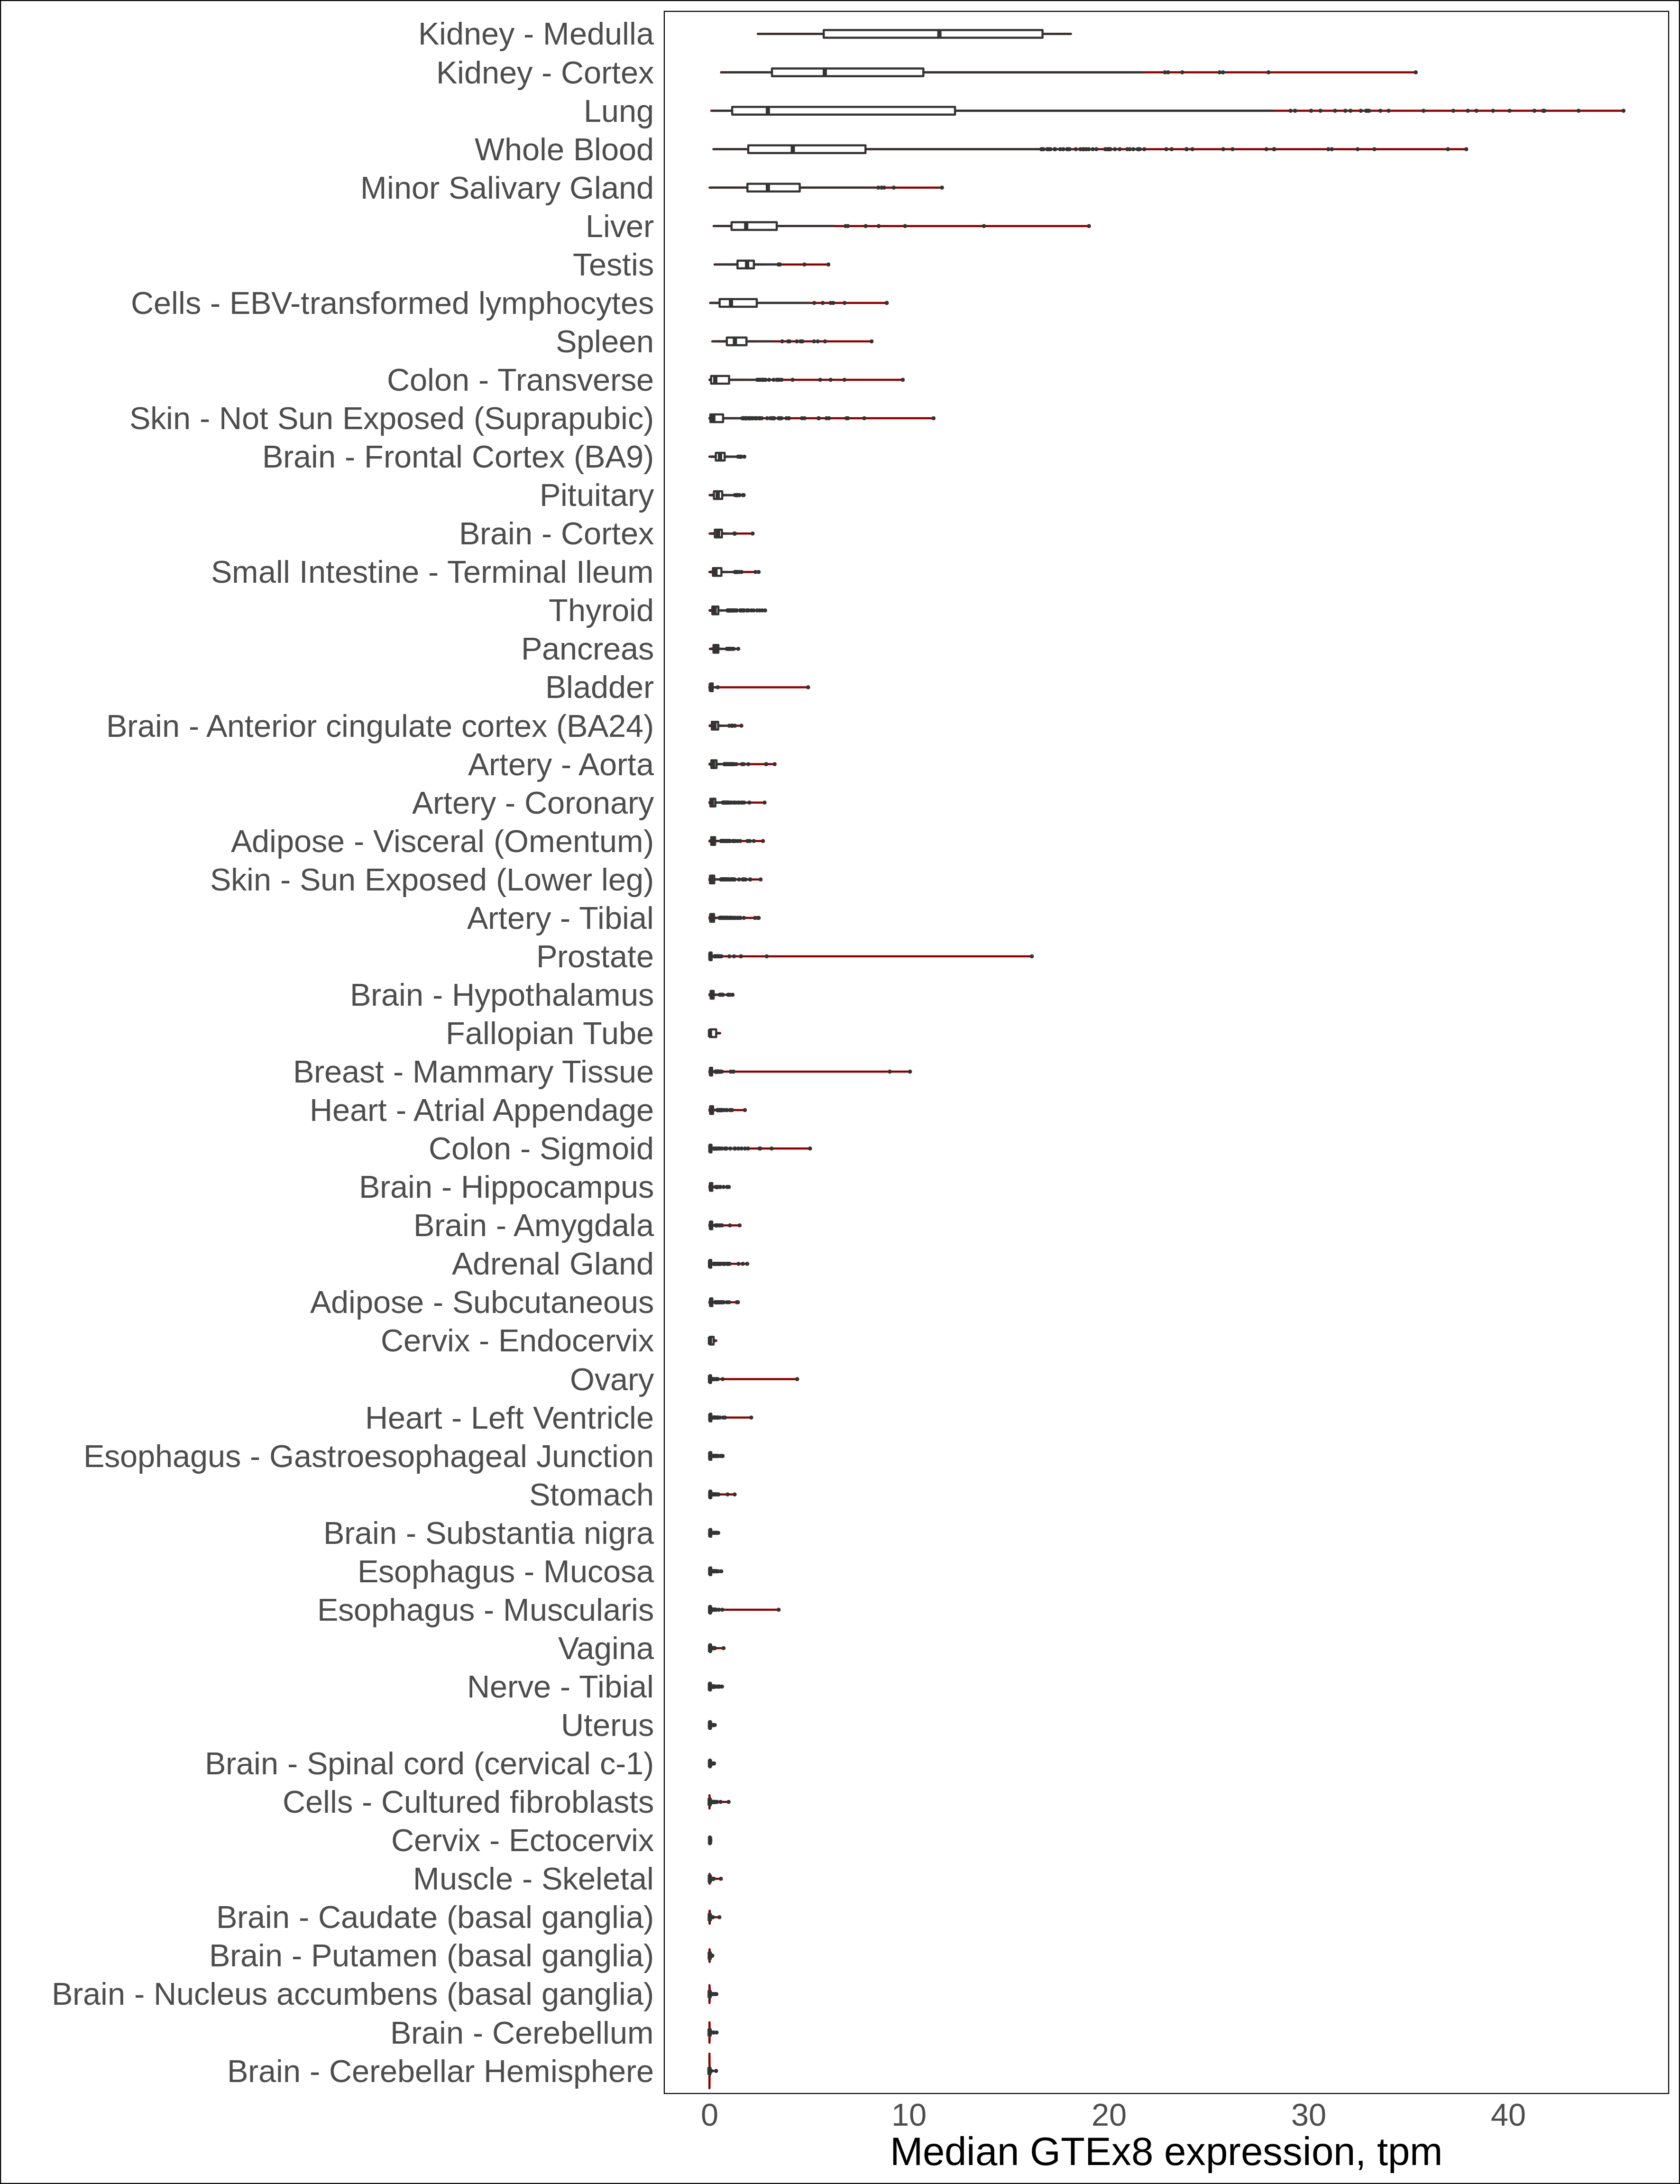 Kidney - Medulla
Kidney - Cortex
Lung
Whole Blood
Minor Salivary Gland
Liver
Testis
Cells - EBV-transformed lymphocytes
Spleen
Colon - Transverse
Skin - Not Sun Exposed (Suprapubic)
Brain - Frontal Cortex (BA9)
Pituitary
Brain - Cortex
Small Intestine - Terminal Ileum
Thyroid
Pancreas
Bladder
Brain - Anterior cingulate cortex (BA24)
Artery - Aorta
Artery - Coronary
Adipose - Visceral (Omentum)
Skin - Sun Exposed (Lower leg)
Artery - Tibial
Prostate
Brain - Hypothalamus
Fallopian Tube
Breast - Mammary Tissue
Heart - Atrial Appendage
Colon - Sigmoid
Brain - Hippocampus
Brain - Amygdala
Adrenal Gland
Adipose - Subcutaneous
Cervix - Endocervix
Ovary
Heart - Left Ventricle
Esophagus - Gastroesophageal Junction
Stomach
Brain - Substantia nigra
Esophagus - Mucosa
Esophagus - Muscularis
Vagina
Nerve - Tibial
Uterus
Brain - Spinal cord (cervical c-1)
Cells - Cultured fibroblasts
Cervix - Ectocervix
Muscle - Skeletal
Brain - Caudate (basal ganglia)
Brain - Putamen (basal ganglia)
Brain - Nucleus accumbens (basal ganglia)
Brain - Cerebellum
Brain - Cerebellar Hemisphere
0 10 20 30 40
Median GTEx8 expression, tpm